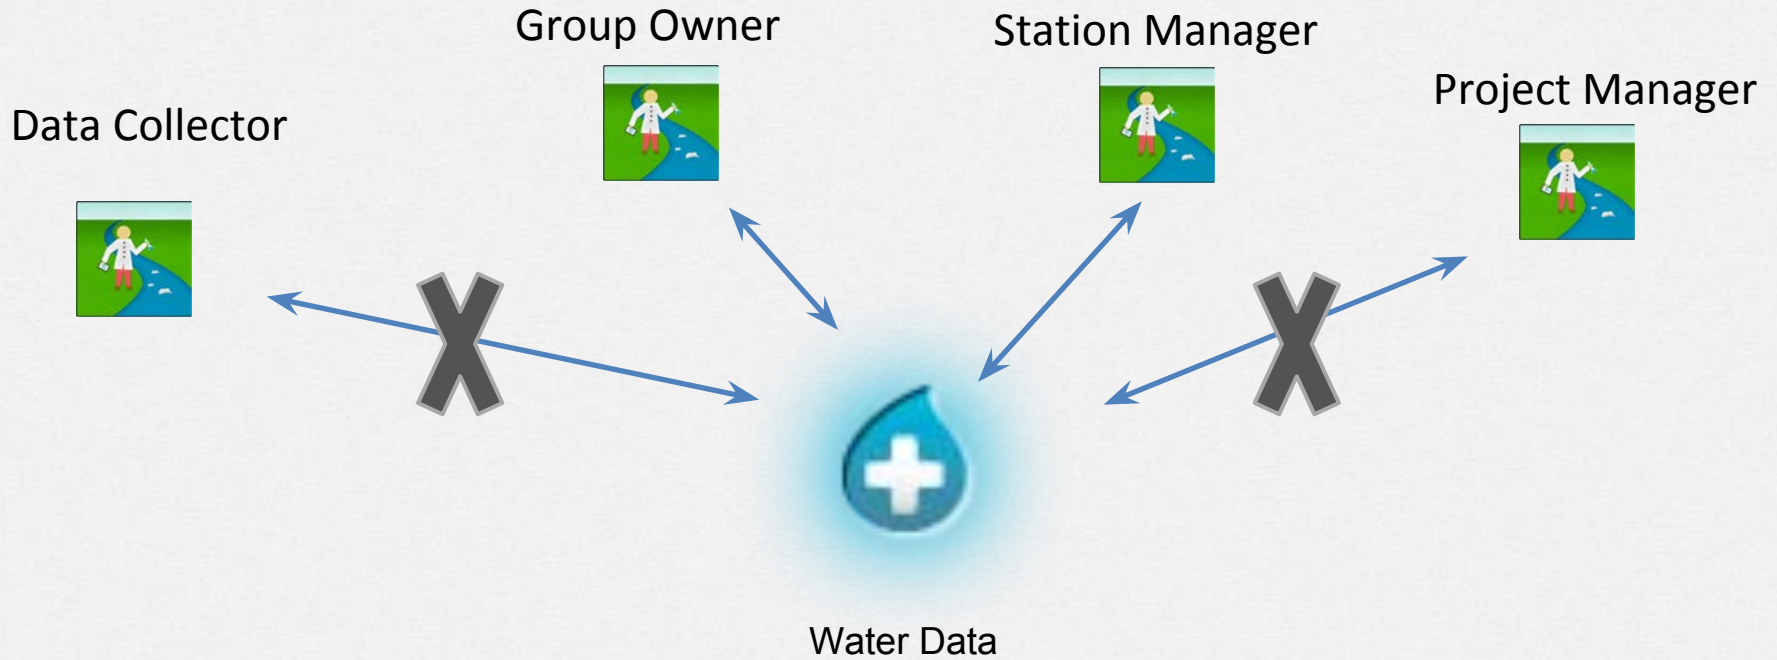 Group Owner
Station Manager
Project Manager
Data Collector
Water Data